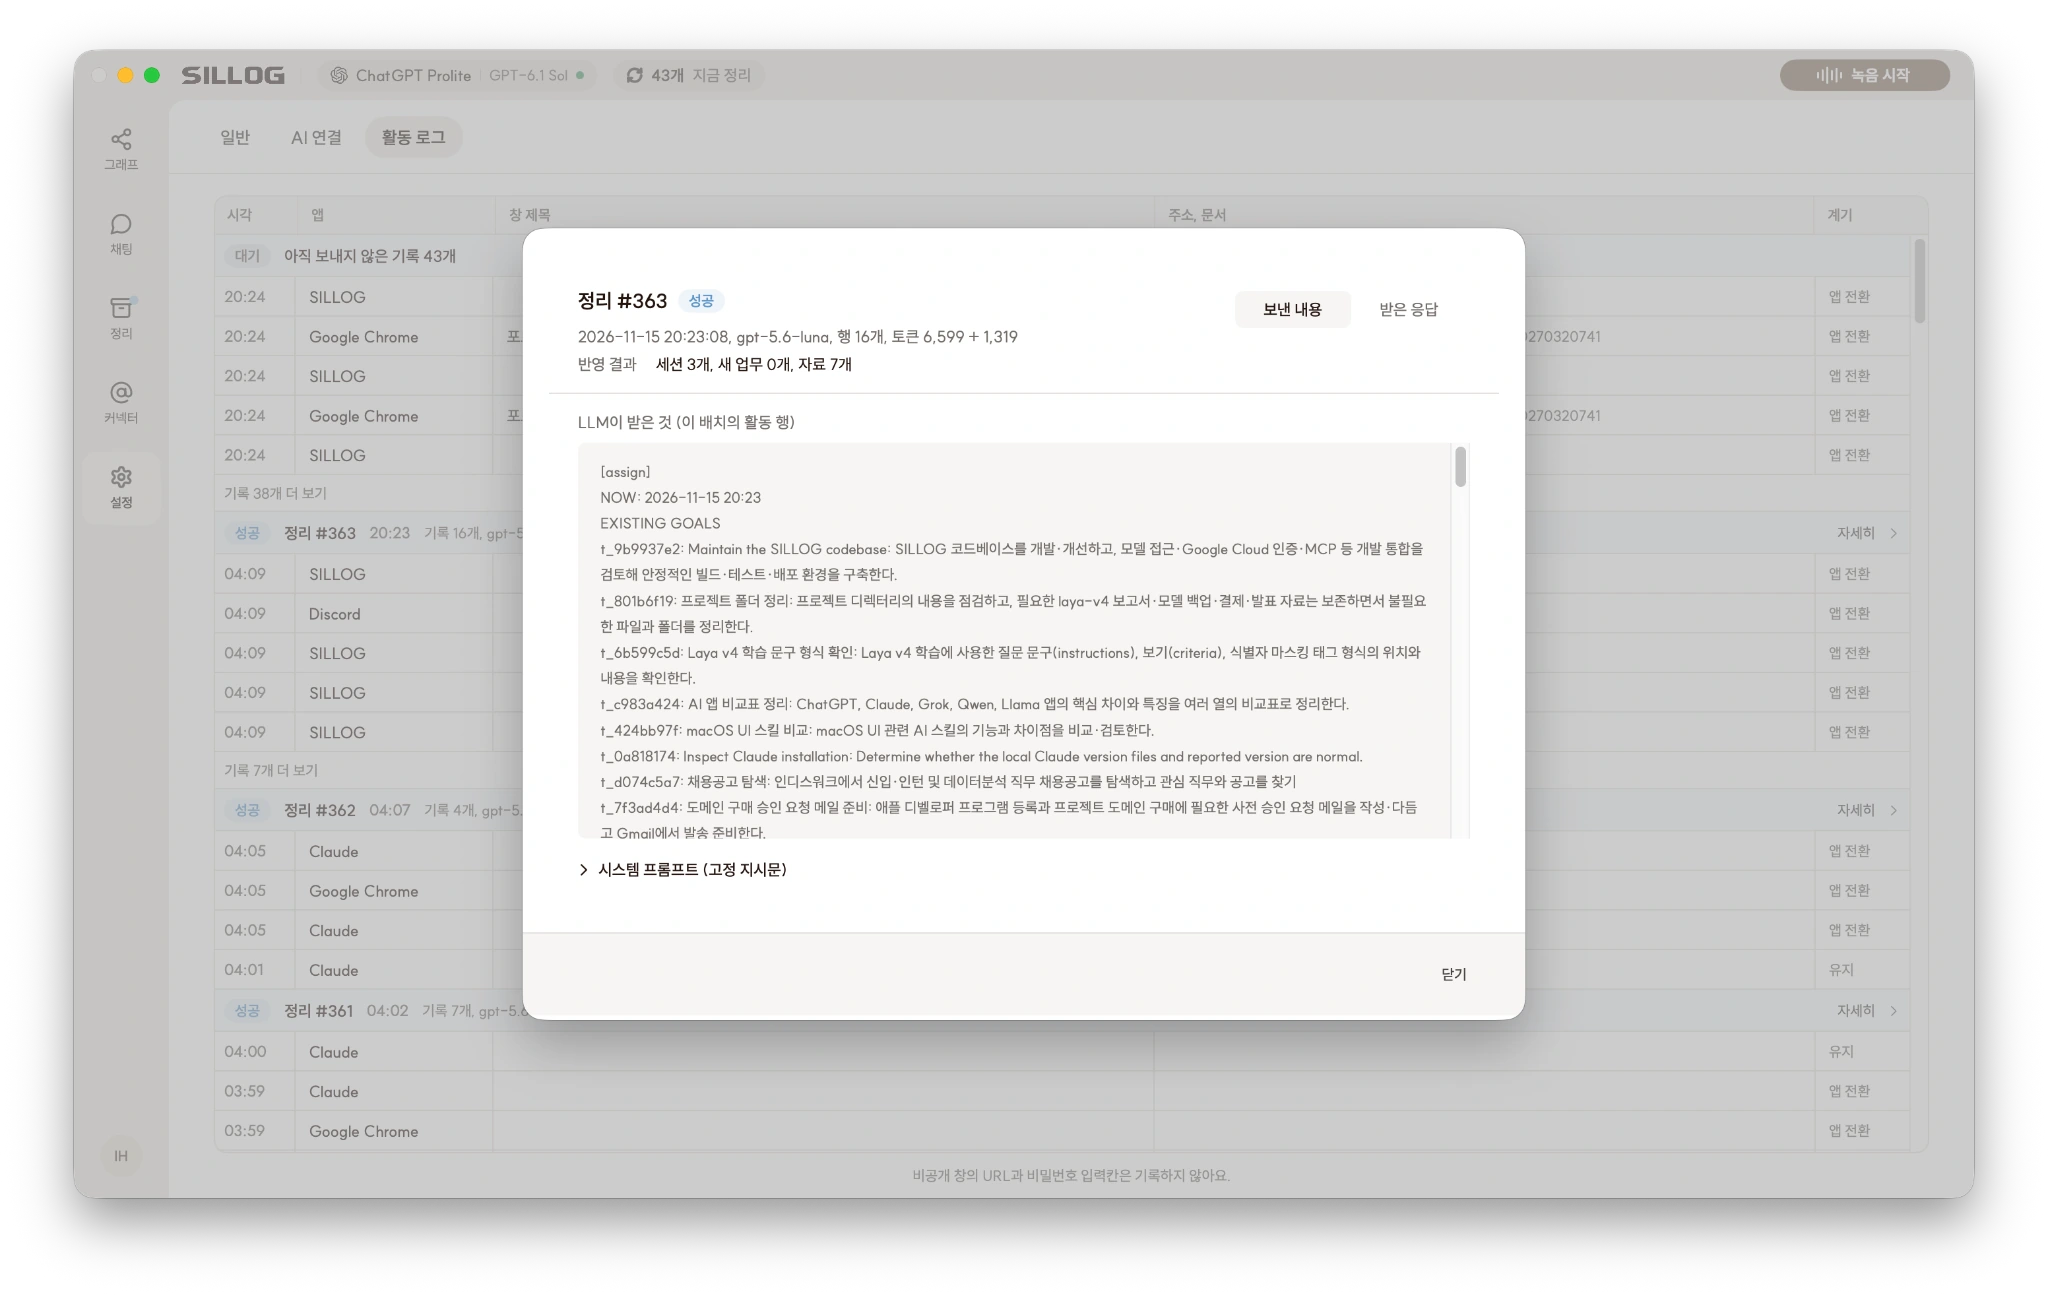 SILLOG
ChatGPT Prolite | GPT-6.1 Sol
43개 지금 정리
녹음 시작
그래프
채팅
정리
커넥터
설정
IH
일반
AI 연결
활동 로그
시각 앱 창 제목 주소, 문서 계기
대기 아직 보내지 않은 기록 43개
20:24 SILLOG 앱 전환
20:24 Google Chrome 포 270320741 앱 전환
20:24 SILLOG 앱 전환
20:24 Google Chrome 포 270320741 앱 전환
20:24 SILLOG 앱 전환
기록 38개 더 보기
성공 정리 #363 20:23 기록 16개, gpt-5 자세히
04:09 SILLOG 앱 전환
04:09 Discord 앱 전환
04:09 SILLOG 앱 전환
04:09 SILLOG 앱 전환
04:09 SILLOG 앱 전환
기록 7개 더 보기
성공 정리 #362 04:07 기록 4개, gpt-5. 자세히
04:05 Claude 앱 전환
04:05 Google Chrome 앱 전환
04:05 Claude 앱 전환
04:01 Claude 유지
성공 정리 #361 04:02 기록 7개, gpt-5.6 자세히
04:00 Claude 유지
03:59 Claude 앱 전환
03:59 Google Chrome 앱 전환
비공개 창의 URL과 비밀번호 입력칸은 기록하지 않아요.
정리 #363 성공
보낸 내용
받은 응답
2026-11-15 20:23:08, gpt-5.6-luna, 행 16개, 토큰 6,599 + 1,319
반영 결과 세션 3개, 새 업무 0개, 자료 7개
LLM이 받은 것 (이 배치의 활동 행)
[assign]
NOW: 2026-11-15 20:23
EXISTING GOALS
t_9b9937e2: Maintain the SILLOG codebase: SILLOG 코드베이스를 개발·개선하고, 모델 접근·Google Cloud 인증·MCP 등 개발 통합을
검토해 안정적인 빌드·테스트·배포 환경을 구축한다.
t_801b6f19: 프로젝트 폴더 정리: 프로젝트 디렉터리의 내용을 점검하고, 필요한 laya-v4 보고서·모델 백업·결제·발표 자료는 보존하면서 불필요
한 파일과 폴더를 정리한다.
t_6b599c5d: Laya v4 학습 문구 형식 확인: Laya v4 학습에 사용한 질문 문구(instructions), 보기(criteria), 식별자 마스킹 태그 형식의 위치와
내용을 확인한다.
t_c983a424: AI 앱 비교표 정리: ChatGPT, Claude, Grok, Qwen, Llama 앱의 핵심 차이와 특징을 여러 열의 비교표로 정리한다.
t_424bb97f: macOS UI 스킬 비교: macOS UI 관련 AI 스킬의 기능과 차이점을 비교·검토한다.
t_0a818174: Inspect Claude installation: Determine whether the local Claude version files and reported version are normal.
t_d074c5a7: 채용공고 탐색: 인디스워크에서 신입·인턴 및 데이터분석 직무 채용공고를 탐색하고 관심 직무와 공고를 찾기
t_7f3ad4d4: 도메인 구매 승인 요청 메일 준비: 애플 디벨로퍼 프로그램 등록과 프로젝트 도메인 구매에 필요한 사전 승인 요청 메일을 작성·다듬
고 Gmail에서 발송 준비한다.
시스템 프롬프트 (고정 지시문)
닫기